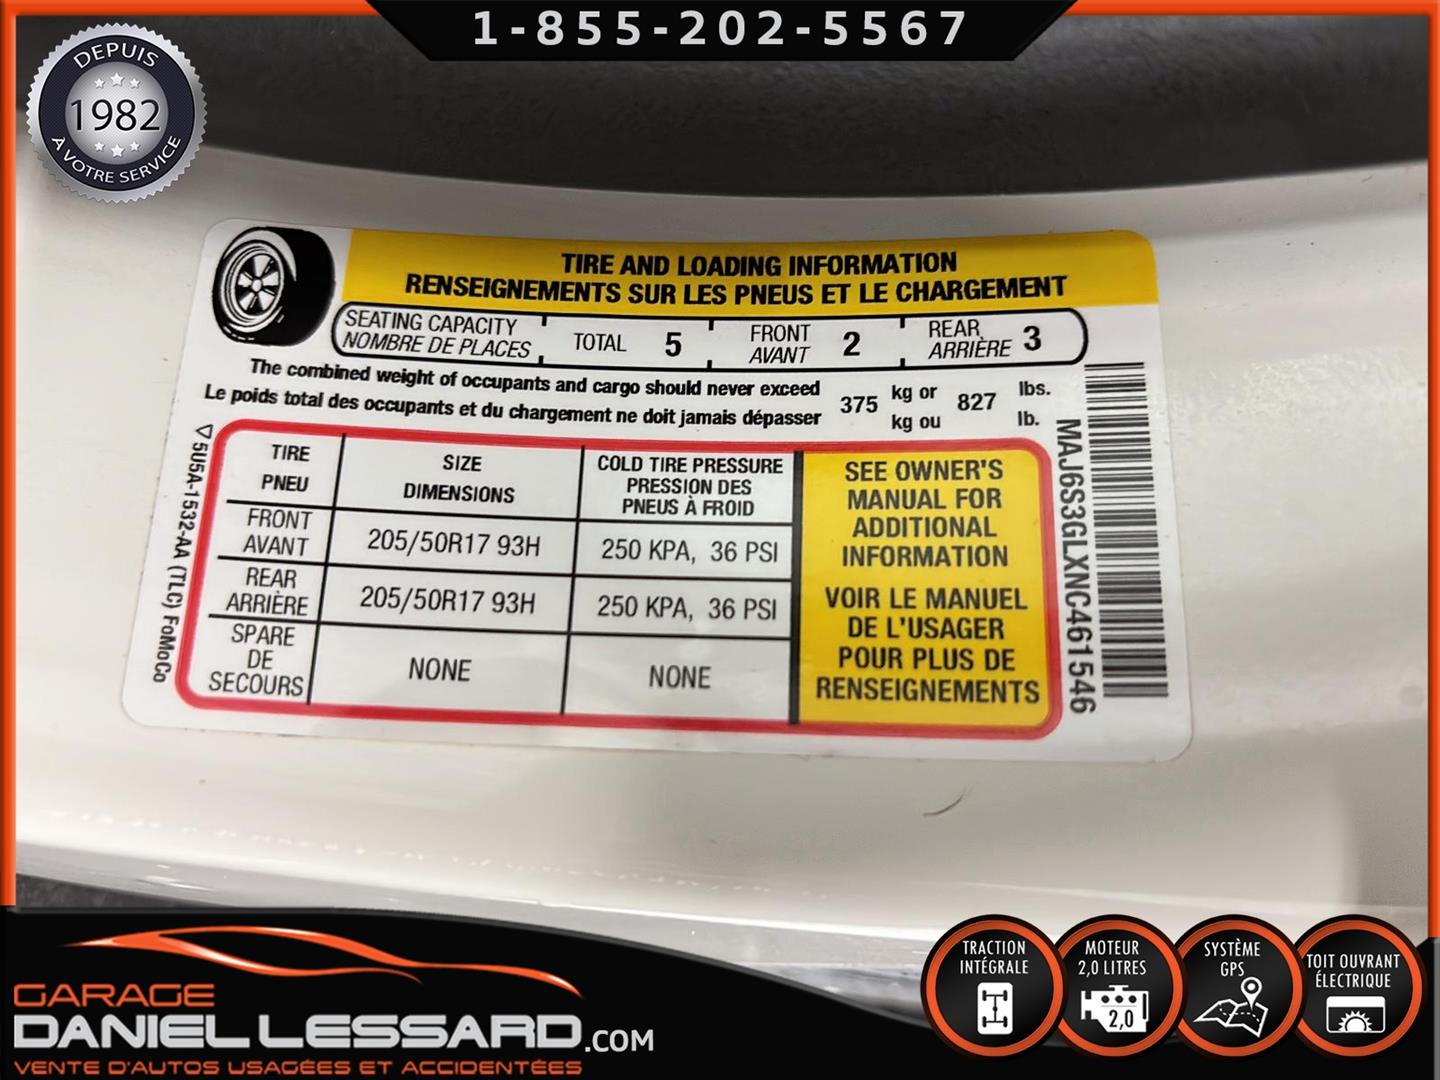 1-855-202-5567
DEPUIS
1982
À VOTRE SERVICE
TIRE AND LOADING INFORMATION
RENSEIGNEMENTS SUR LES PNEUS ET LE CHARGEMENT
SEATING CAPACITY
NOMBRE DE PLACES
TOTAL 5
FRONT
AVANT
2
REAR
ARRIÈRE
3
The combined weight of occupants and cargo should never exceed 375 kg or 827 lbs.
Le poids total des occupants et du chargement ne doit jamais dépasser kg ou lb.
TIRE
PNEU
SIZE
DIMENSIONS
COLD TIRE PRESSURE
PRESSION DES
PNEUS À FROID
FRONT
AVANT
205/50R17 93H
250 KPA, 36 PSI
REAR
ARRIÈRE
205/50R17 93H
250 KPA, 36 PSI
SPARE
DE
SECOURS
NONE
NONE
SEE OWNER'S
MANUAL FOR
ADDITIONAL
INFORMATION
VOIR LE MANUEL
DE L'USAGER
POUR PLUS DE
RENSEIGNEMENTS
5U5A-1532-AA (TLC) FoMoCo
MAJ6S3GLXNC461546
GARAGE
DANIEL LESSARD.COM
VENTE D'AUTOS USAGÉES ET ACCIDENTÉES
TRACTION
INTÉGRALE
MOTEUR
2,0 LITRES
2,0
SYSTÈME
GPS
TOIT OUVRANT
ÉLECTRIQUE